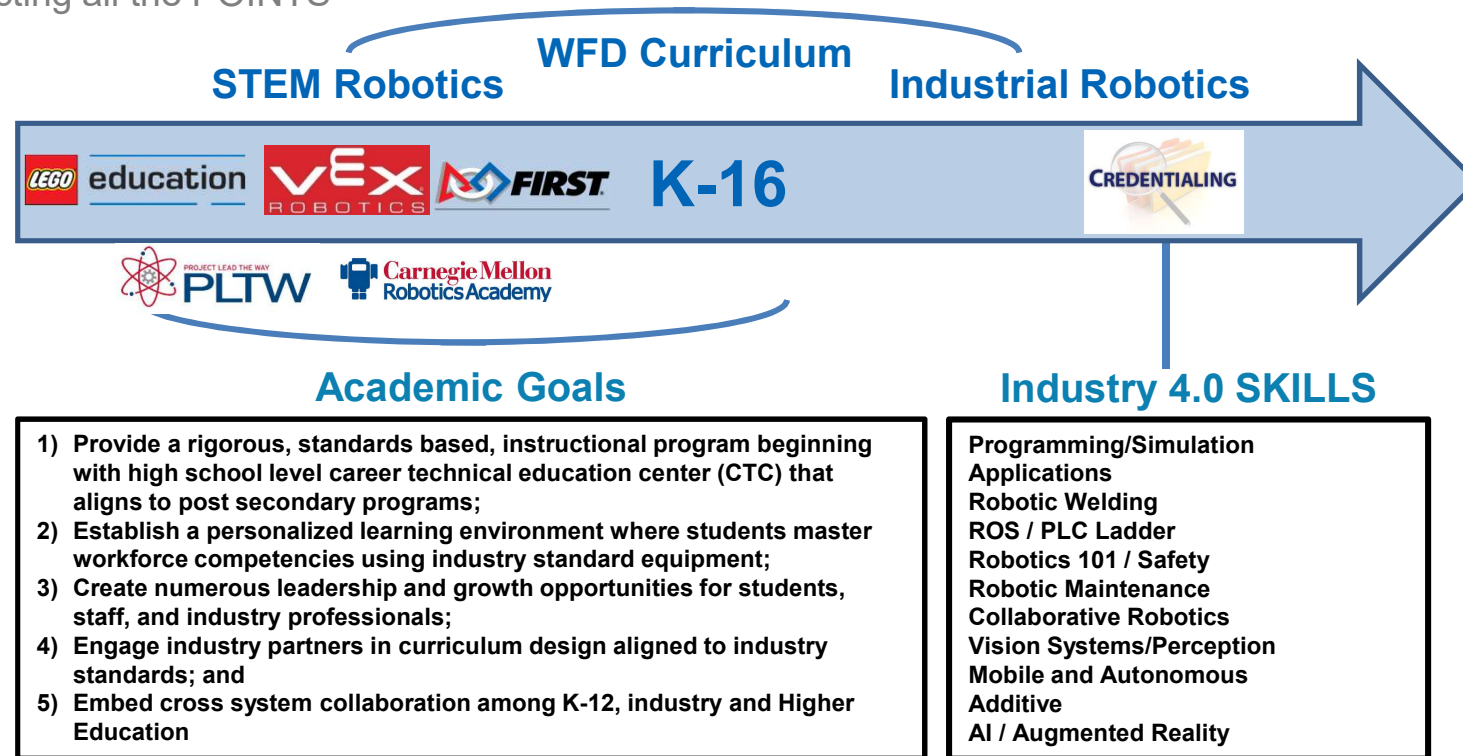 all the POINTS
WFD Curriculum
STEM Robotics
Industrial Robotics
LEGO education
VEX
ROBOTICS
FIRST
K-16
CREDENTIALING
PROJECT LEAD THE WAY
PLTW
Carnegie Mellon
Robotics Academy
Academic Goals
Industry 4.0 SKILLS
1) Provide a rigorous, standards based, instructional program beginning
with high school level career technical education center (CTC) that
aligns to post secondary programs;
2) Establish a personalized learning environment where students master
workforce competencies using industry standard equipment;
3) Create numerous leadership and growth opportunities for students,
staff, and industry professionals;
4) Engage industry partners in curriculum design aligned to industry
standards; and
5) Embed cross system collaboration among K-12, industry and Higher
Education
Programming/Simulation
Applications
Robotic Welding
ROS / PLC Ladder
Robotics 101 / Safety
Robotic Maintenance
Collaborative Robotics
Vision Systems/Perception
Mobile and Autonomous
Additive
AI / Augmented Reality